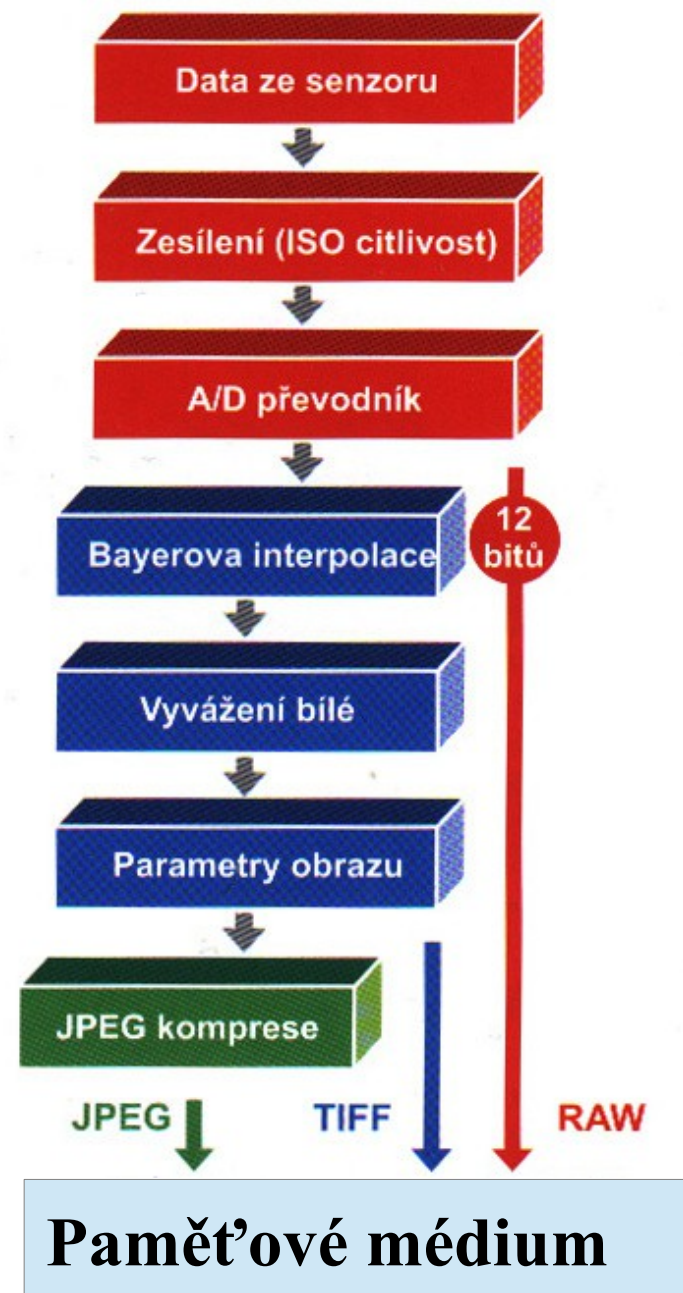 Data ze senzoru
Zesílení (ISO citlivost)
A/D převodník
Bayerova interpolace
12
bitů
Vyvážení bílé
Parametry obrazu
JPEG komprese
JPEG
TIFF
RAW
Paměťové médium